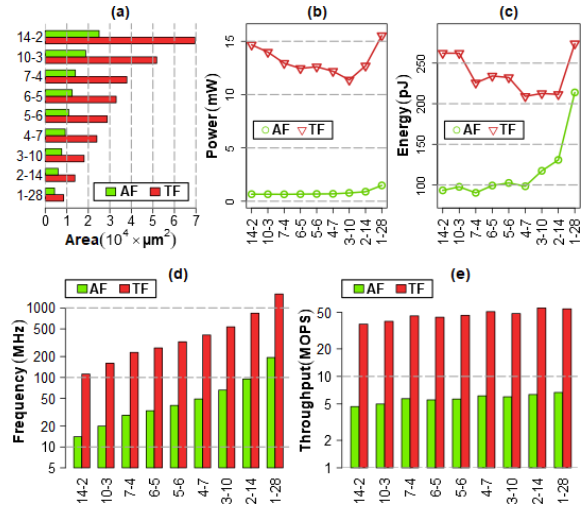 (a)
14-2
10-3
7-4
6-5
5-6
4-7
3-10
2-14
1-28
AF TF
0 1 2 3 4 5 6 7
Area(10⁴×μm²)
(b)
Power(mW)
15
10
5
0
AF TF
14-2 10-3 7-4 6-5 5-6 4-7 3-10 2-14 1-28
(c)
Energy(pJ)
250
200
150
100
AF TF
14-2 10-3 7-4 6-5 5-6 4-7 3-10 2-14 1-28
(d)
AF TF
Frequency(MHz)
1000
500
200
100
50
20
10
5
14-2 10-3 7-4 6-5 5-6 4-7 3-10 2-14 1-28
(e)
AF TF
Throughput(MOPS)
50
20
10
5
2
1
14-2 10-3 7-4 6-5 5-6 4-7 3-10 2-14 1-28